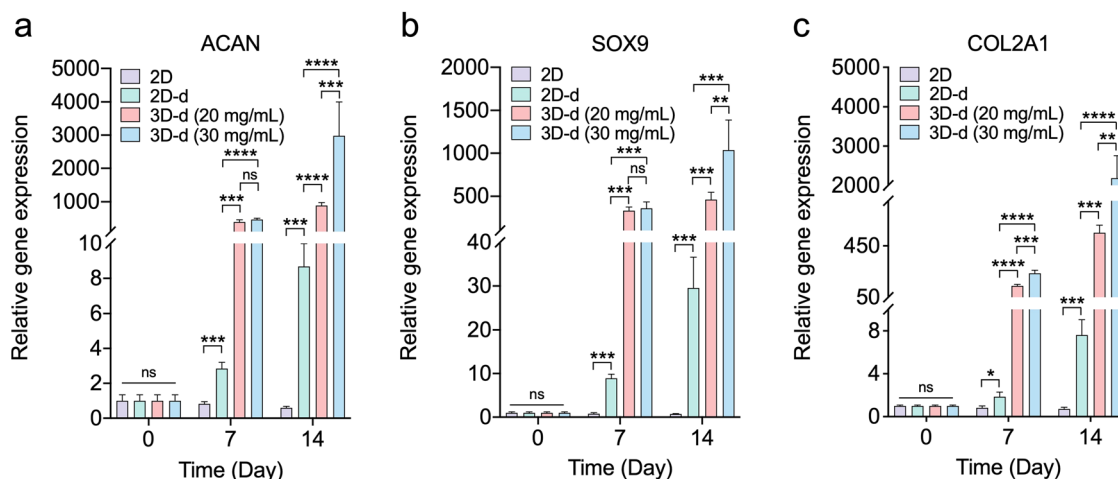 a
ACAN
Relative gene expression
5000
4000
3000
2000
1000
10
8
6
4
2
0
2D
2D-d
3D-d (20 mg/mL)
3D-d (30 mg/mL)
ns
***
***
****
ns
***
****
****
***
0
7
14
Time (Day)
b
SOX9
Relative gene expression
2000
1500
1000
500
40
30
20
10
0
2D
2D-d
3D-d (20 mg/mL)
3D-d (30 mg/mL)
ns
***
***
***
ns
***
***
***
**
0
7
14
Time (Day)
c
COL2A1
Relative gene expression
5000
4000
3000
2000
450
50
8
4
0
2D
2D-d
3D-d (20 mg/mL)
3D-d (30 mg/mL)
ns
*
****
****
***
***
***
****
**
0
7
14
Time (Day)